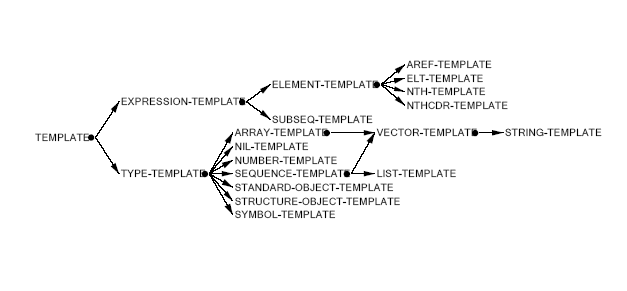 AREF-TEMPLATE
ELEMENT-TEMPLATE
ELT-TEMPLATE
NTH-TEMPLATE
EXPRESSION-TEMPLATE
NTHCDR-TEMPLATE
SUBSEQ-TEMPLATE
TEMPLATE
ARRAY-TEMPLATE VECTOR-TEMPLATE STRING-TEMPLATE
NIL-TEMPLATE
NUMBER-TEMPLATE
TYPE-TEMPLATE SEQUENCE-TEMPLATE LIST-TEMPLATE
STANDARD-OBJECT-TEMPLATE
STRUCTURE-OBJECT-TEMPLATE
SYMBOL-TEMPLATE